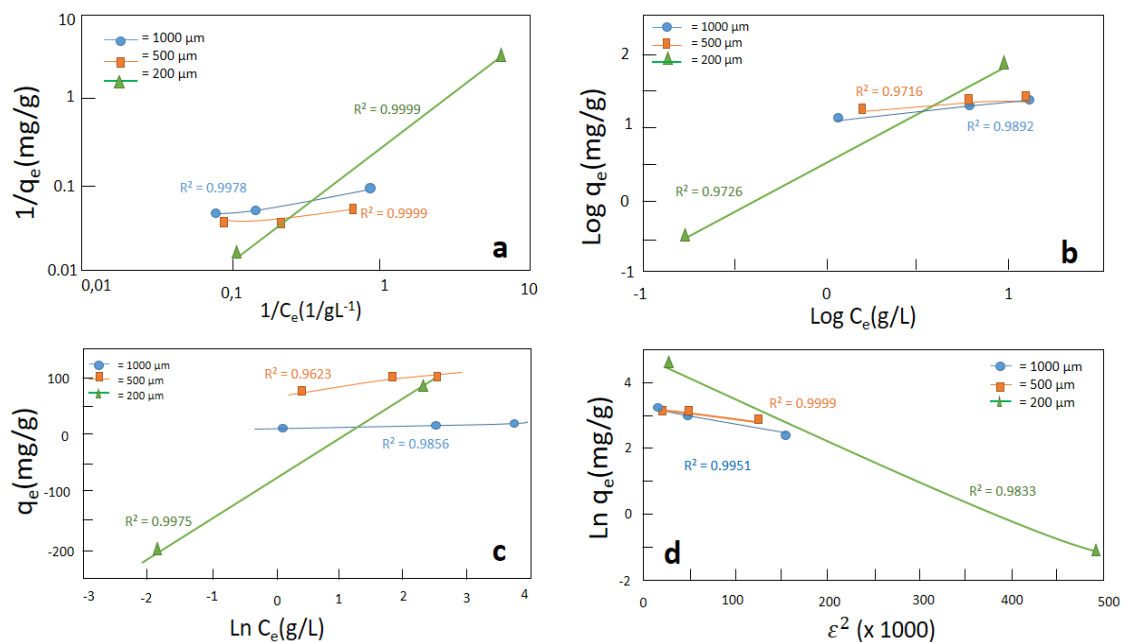 10
= 1000 µm
= 500 µm
= 200 µm
1
R² = 0.9999
0.1
R² = 0.9978
R² = 0.9999
a
0.01
0,01
0,1
1
10
1/qₑ(mg/g)
1/Cₑ(1/gL⁻¹)
= 1000 µm
= 500 µm
= 200 µm
2
R² = 0.9716
1
R² = 0.9892
R² = 0.9726
0
b
-1
-1
0
1
Log qₑ(mg/g)
Log Cₑ(g/L)
= 1000 µm
= 500 µm
= 200 µm
100
R² = 0.9623
0
R² = 0.9856
-100
R² = 0.9975
-200
c
-3
-2
-1
0
1
2
3
4
qₑ(mg/g)
Ln Cₑ(g/L)
= 1000 µm
= 500 µm
= 200 µm
4
R² = 0.9999
2
R² = 0.9951
R² = 0.9833
0
d
-2
0
100
200
300
400
500
Ln qₑ(mg/g)
ε² (x 1000)